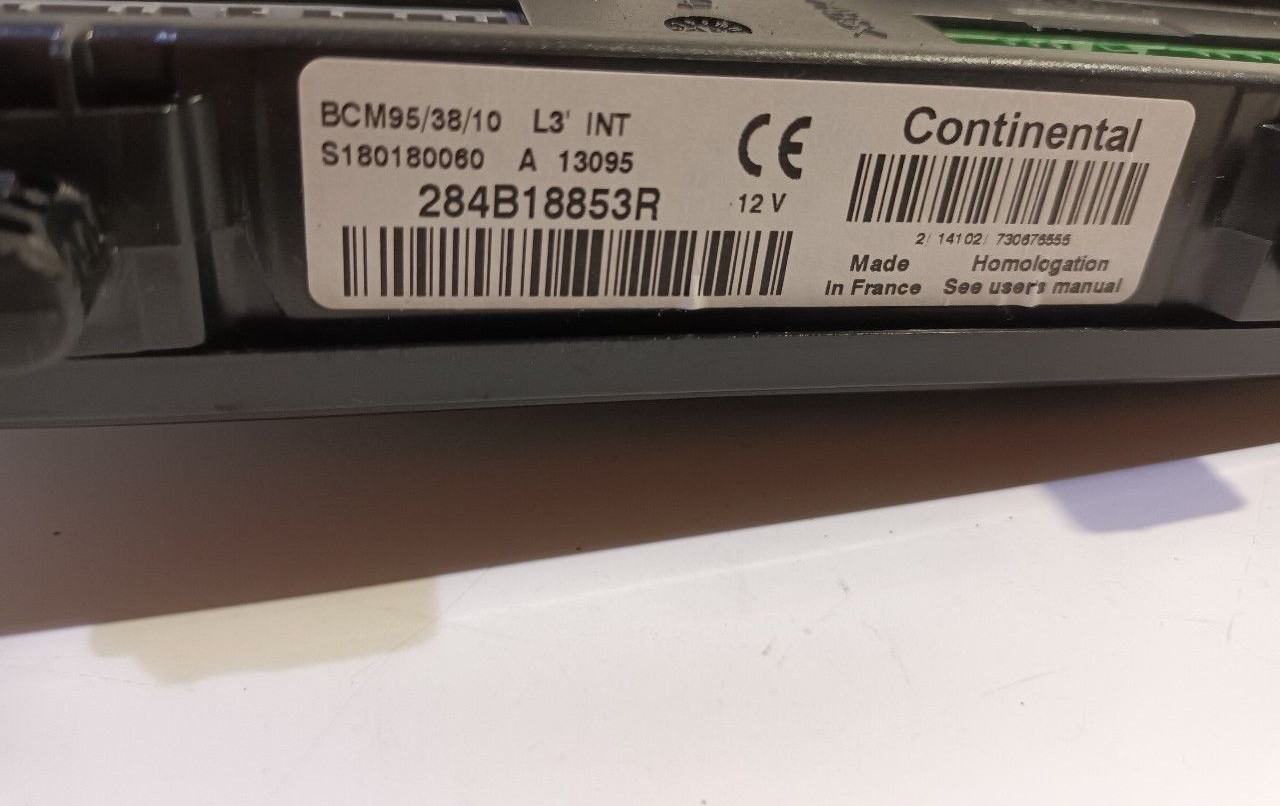 BCM95/38/10 L3' INT
S180180060 A 13095
284B18853R
CE
12 V
Continental
2/ 14102/ 730676555
Made
in France
Homologation
See user's manual